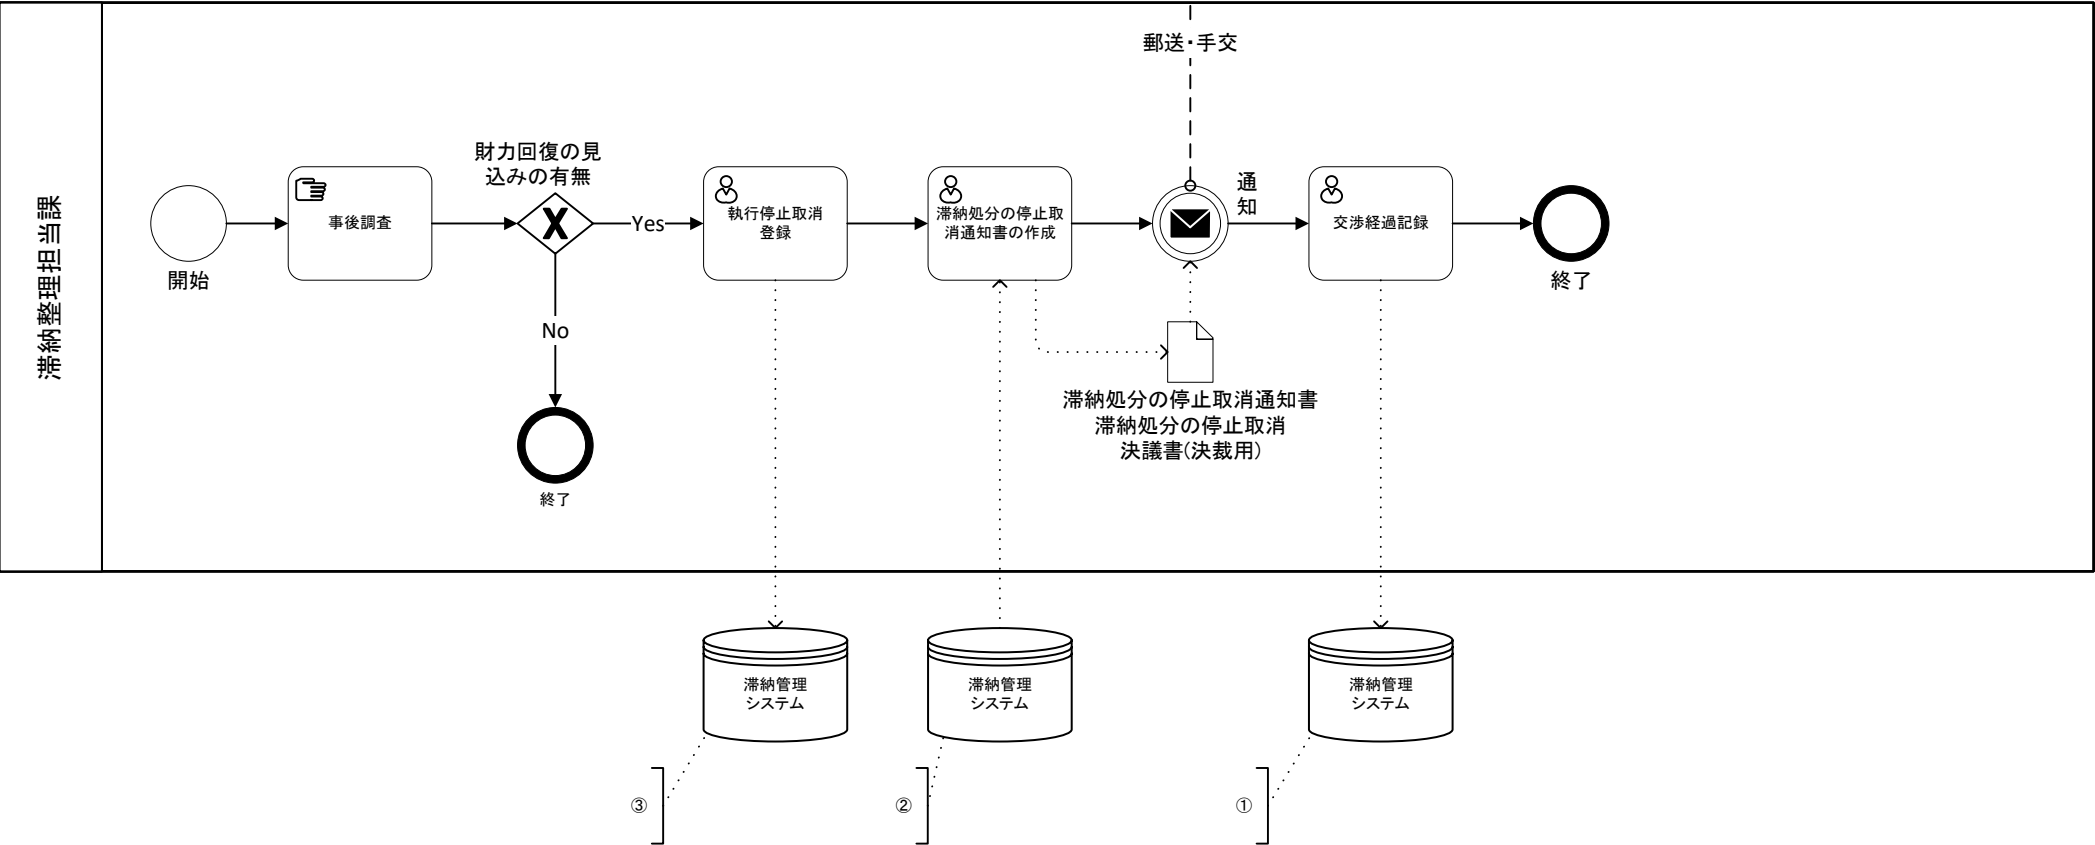 郵送・手交
滞納整理担当課
開始
事後調査
財力回復の見
込みの有無
Yes
No
終了
執行停止取消
登録
滞納処分の停止取
消通知書の作成
通
知
滞納処分の停止取消通知書
滞納処分の停止取消
決議書(決裁用)
交渉経過記録
終了
滞納管理
システム
滞納管理
システム
滞納管理
システム
③
②
①